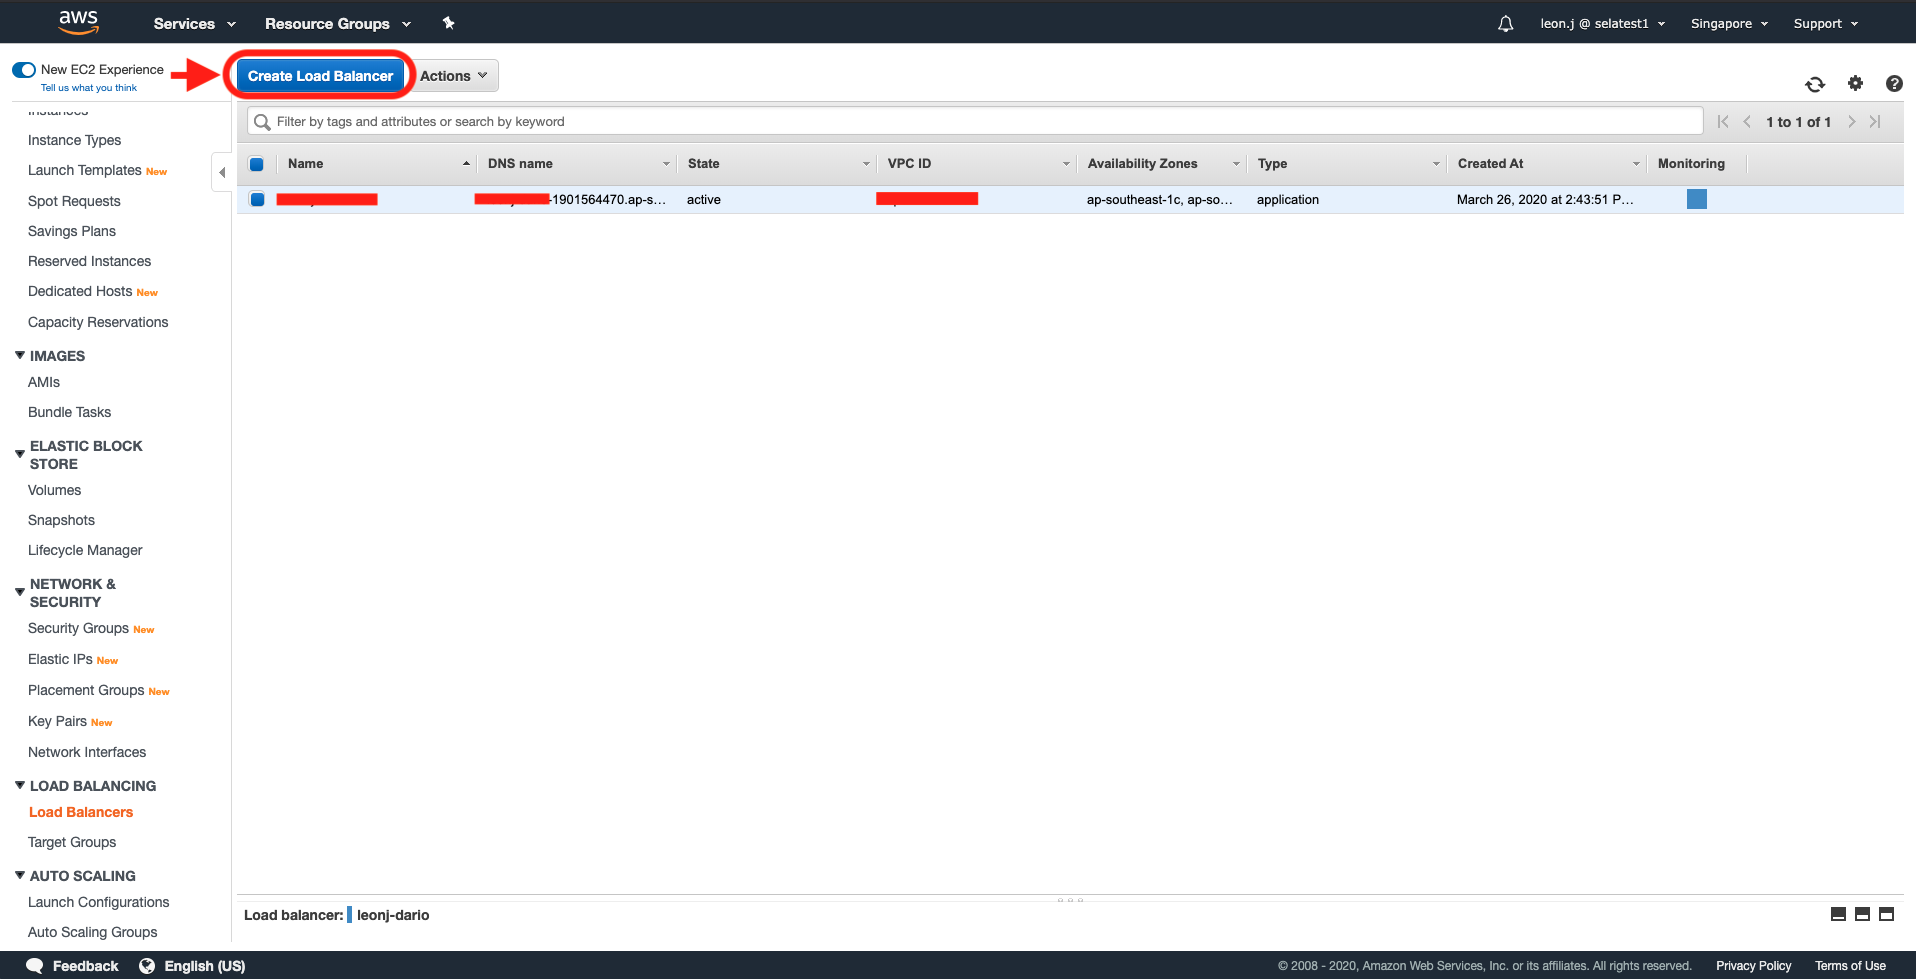 aws Services Resource Groups leon.j @ selatest1 Singapore Support
New EC2 Experience
Tell us what you think
Create Load Balancer Actions
Filter by tags and attributes or search by keyword 1 to 1 of 1
Name DNS name State VPC ID Availability Zones Type Created At Monitoring
-1901564470.ap-s... active ap-southeast-1c, ap-so... application March 26, 2020 at 2:43:51 P...
Instances
Instance Types
Launch Templates New
Spot Requests
Savings Plans
Reserved Instances
Dedicated Hosts New
Capacity Reservations
IMAGES
AMIs
Bundle Tasks
ELASTIC BLOCK
STORE
Volumes
Snapshots
Lifecycle Manager
NETWORK &
SECURITY
Security Groups New
Elastic IPs New
Placement Groups New
Key Pairs New
Network Interfaces
LOAD BALANCING
Load Balancers
Target Groups
AUTO SCALING
Launch Configurations
Auto Scaling Groups
Load balancer: leonj-dario
Feedback English (US) © 2008 - 2020, Amazon Web Services, Inc. or its affiliates. All rights reserved. Privacy Policy Terms of Use